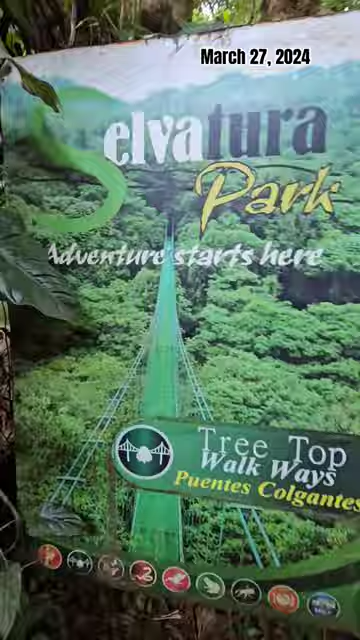 March 27, 2024
Selvatura
Park
Adventure starts here
Tree Top
Walk Ways
Puentes Colgantes